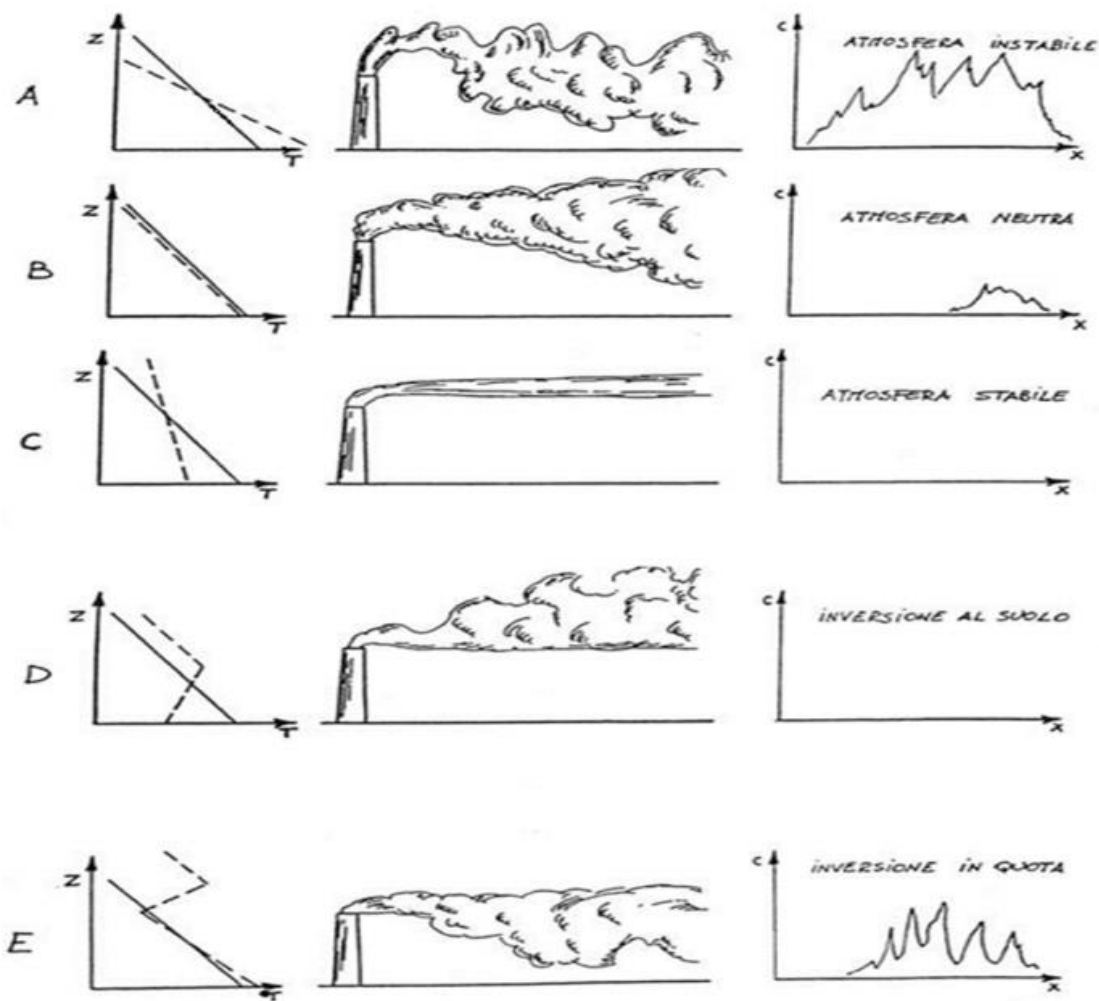 A
Z
T
ATMOSFERA INSTABILE
C
X
B
Z
T
ATMOSFERA NEUTRA
C
X
C
Z
T
ATMOSFERA STABILE
C
X
D
Z
T
INVERSIONE AL SUOLO
C
X
E
Z
T
INVERSIONE IN QUOTA
C
X